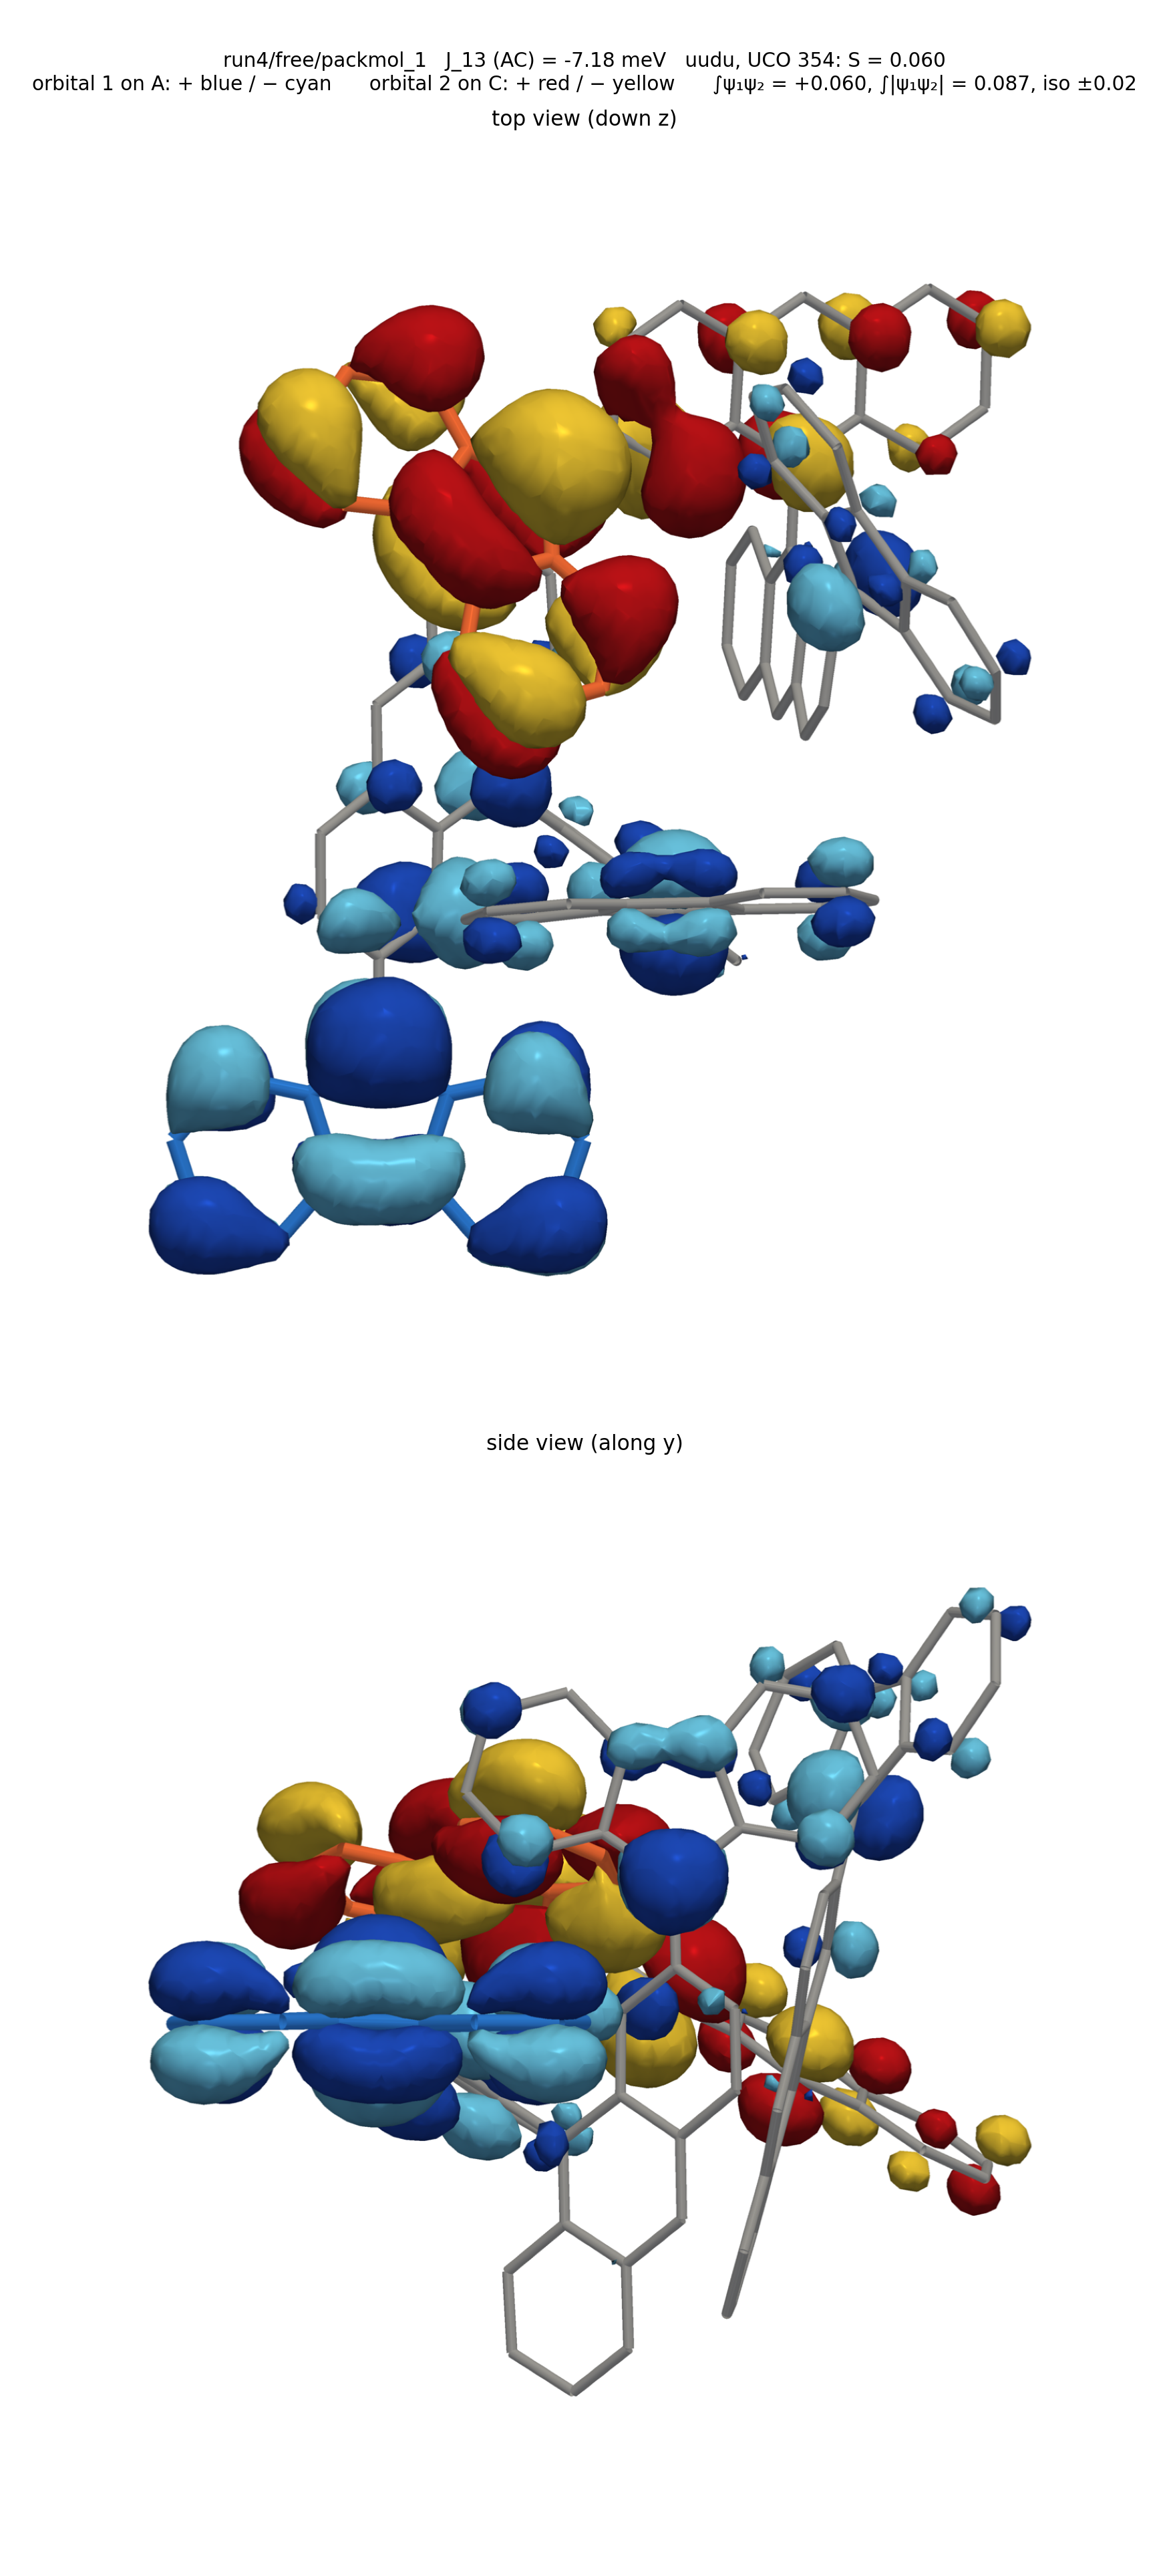 run4/free/packmol_1   J_13 (AC) = -7.18 meV   uudu, UCO 354: S = 0.060
orbital 1 on A: + blue / − cyan      orbital 2 on C: + red / − yellow      ∫ψ₁ψ₂ = +0.060, ∫|ψ₁ψ₂| = 0.087, iso ±0.02
top view (down z)
side view (along y)